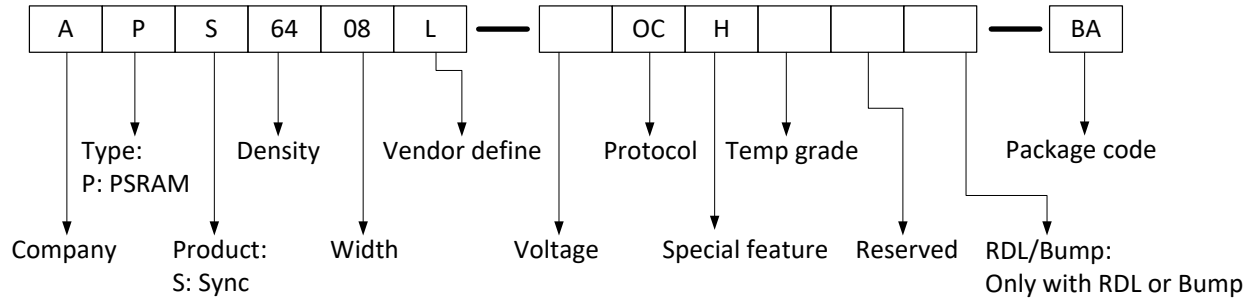 A P S 64 08 L — OC H — BA
Type: Density Vendor define Protocol Temp grade Package code
P: PSRAM
Company Product: Width Voltage Special feature Reserved RDL/Bump:
S: Sync Only with RDL or Bump